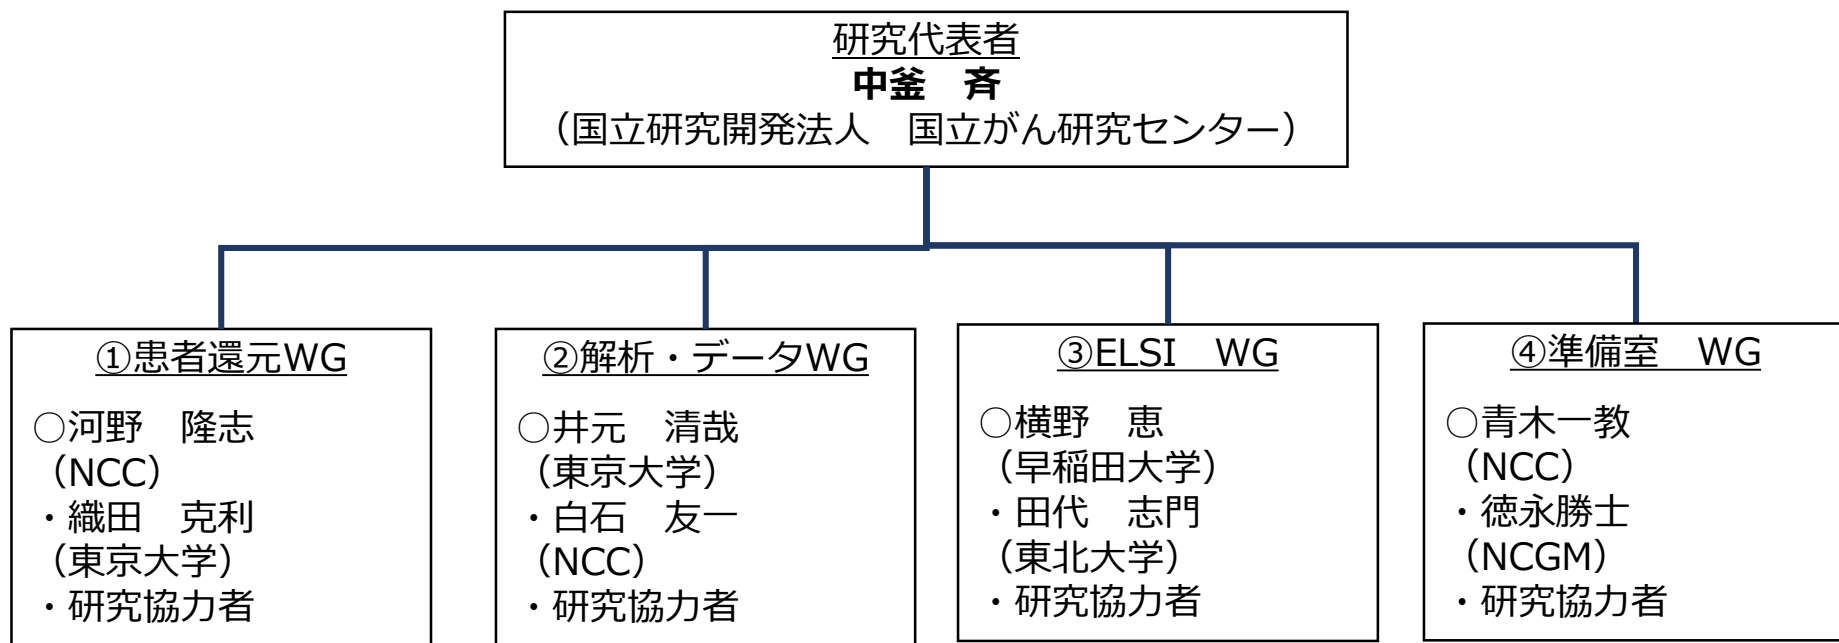 研究代表者
中釜　斉
（国立研究開発法人　国立がん研究センター）
①患者還元WG
○河野　隆志
（NCC）
・織田　克利
（東京大学）
・研究協力者
②解析・データWG
○井元　清哉
（東京大学）
・白石　友一
（NCC）
・研究協力者
③ELSI　WG
○横野　恵
（早稲田大学）
・田代　志門
（東北大学）
・研究協力者
④準備室　WG
○青木一教
（NCC）
・徳永勝士
（NCGM）
・研究協力者